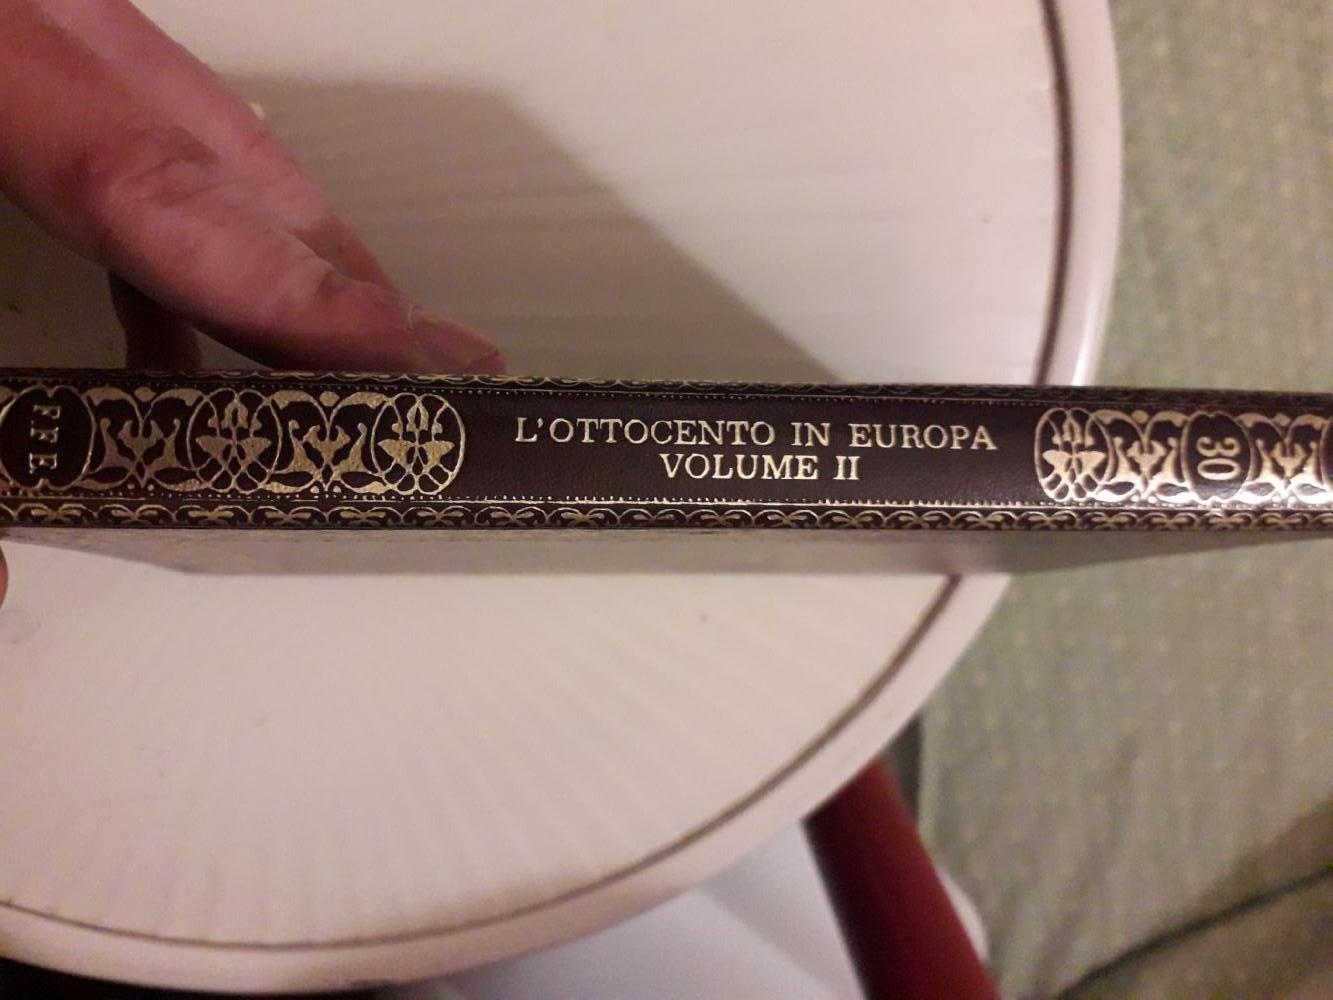 F.F.E.
L'OTTOCENTO IN EUROPA
VOLUME II
30